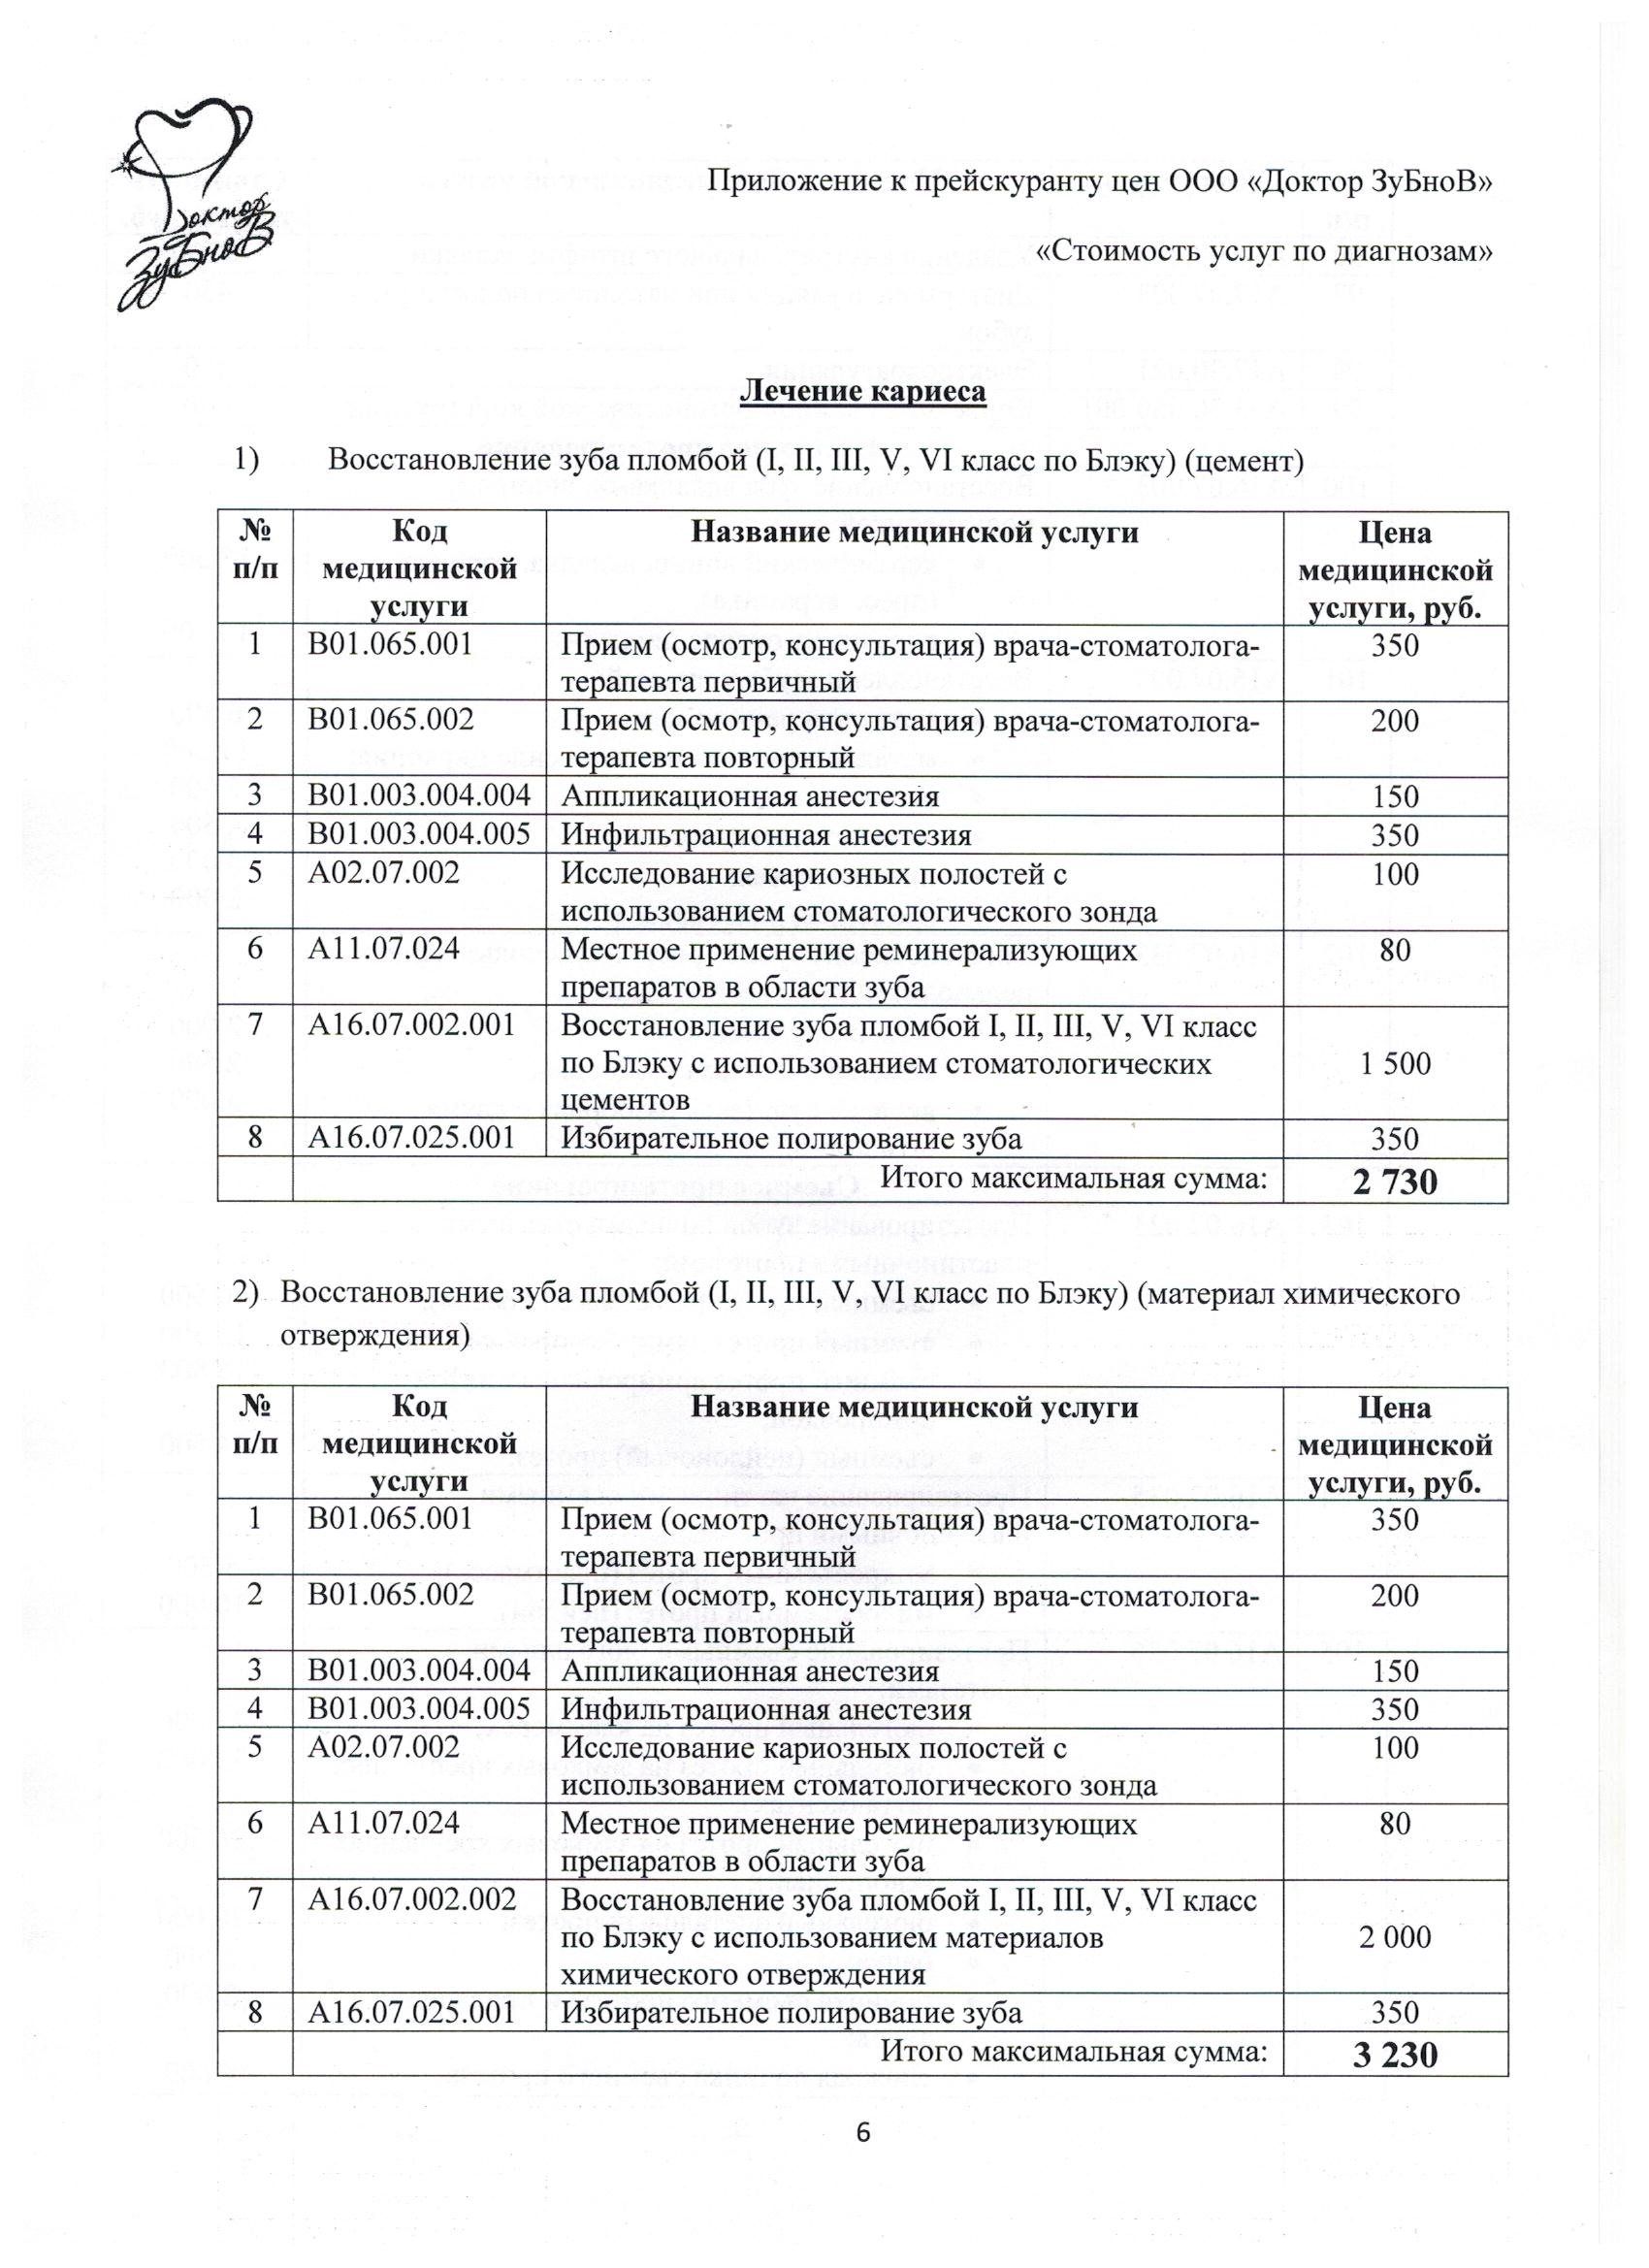 Доктор
ЗуБноВ
Приложение к прейскуранту цен ООО «Доктор ЗуБноВ»
«Стоимость услуг по диагнозам»
Лечение кариеса
1) Восстановление зуба пломбой (I, II, III, V, VI класс по Блэку) (цемент)
№ Код Название медицинской услуги Цена
п/п медицинской медицинской
услуги услуги, руб.
1 B01.065.001 Прием (осмотр, консультация) врача-стоматолога- 350
терапевта первичный
2 B01.065.002 Прием (осмотр, консультация) врача-стоматолога- 200
терапевта повторный
3 B01.003.004.004 Аппликационная анестезия 150
4 B01.003.004.005 Инфильтрационная анестезия 350
5 A02.07.002 Исследование кариозных полостей с 100
использованием стоматологического зонда
6 A11.07.024 Местное применение реминерализующих 80
препаратов в области зуба
7 A16.07.002.001 Восстановление зуба пломбой I, II, III, V, VI класс
по Блэку с использованием стоматологических 1 500
цементов
8 A16.07.025.001 Избирательное полирование зуба 350
Итого максимальная сумма: 2 730
2) Восстановление зуба пломбой (I, II, III, V, VI класс по Блэку) (материал химического
отверждения)
№ Код Название медицинской услуги Цена
п/п медицинской медицинской
услуги услуги, руб.
1 B01.065.001 Прием (осмотр, консультация) врача-стоматолога- 350
терапевта первичный
2 B01.065.002 Прием (осмотр, консультация) врача-стоматолога- 200
терапевта повторный
3 B01.003.004.004 Аппликационная анестезия 150
4 B01.003.004.005 Инфильтрационная анестезия 350
5 A02.07.002 Исследование кариозных полостей с 100
использованием стоматологического зонда
6 A11.07.024 Местное применение реминерализующих 80
препаратов в области зуба
7 A16.07.002.002 Восстановление зуба пломбой I, II, III, V, VI класс
по Блэку с использованием материалов 2 000
химического отверждения
8 A16.07.025.001 Избирательное полирование зуба 350
Итого максимальная сумма: 3 230
6